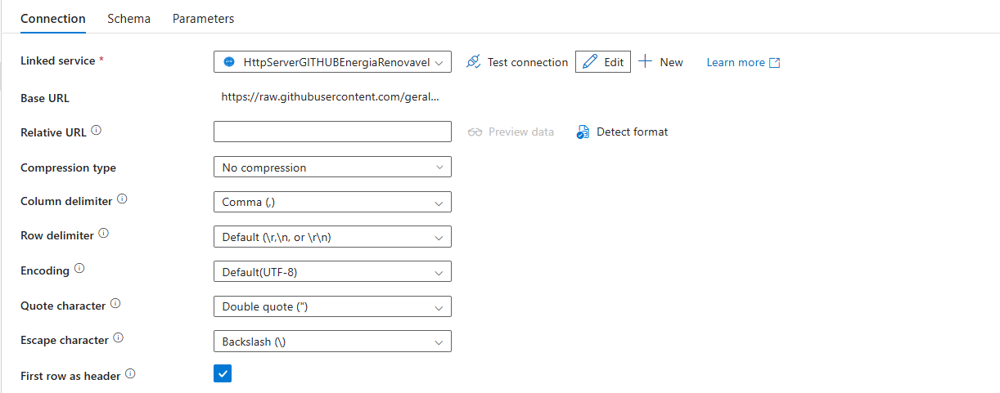 Connection Schema Parameters
Linked service * HttpServerGITHUBEnergiaRenovavel Test connection Edit New Learn more
Base URL https://raw.githubusercontent.com/geral...
Relative URL Preview data Detect format
Compression type No compression
Column delimiter Comma (,)
Row delimiter Default (\r,\n, or \r\n)
Encoding Default(UTF-8)
Quote character Double quote (")
Escape character Backslash (\)
First row as header